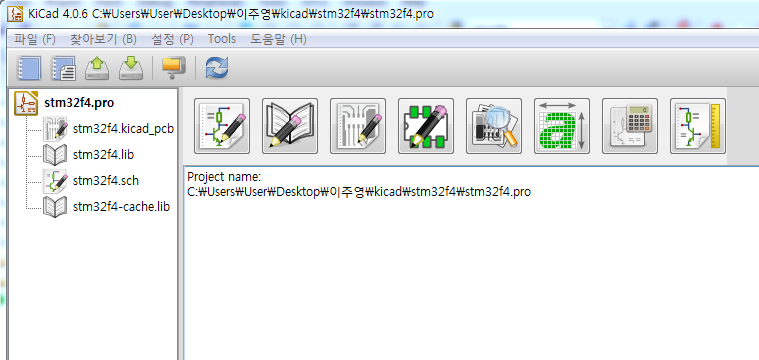 KiCad 4.0.6 C:₩Users₩User₩Desktop₩이주영₩kicad₩stm32f4₩stm32f4.pro
파일 (F) 찾아보기 (B) 설정 (P) Tools 도움말 (H)
stm32f4.pro
stm32f4.kicad_pcb
stm32f4.lib
stm32f4.sch
stm32f4-cache.lib
Project name:
C:₩Users₩User₩Desktop₩이주영₩kicad₩stm32f4₩stm32f4.pro